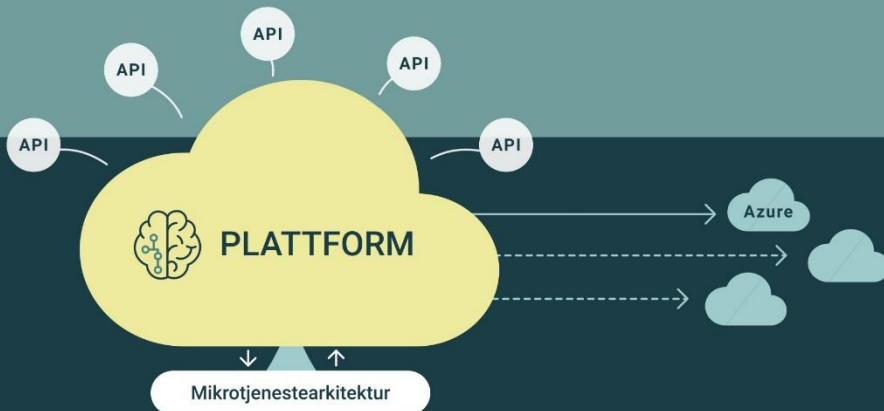 API
API
API
API
API
PLATTFORM
Azure
Mikrotjenestearkitektur